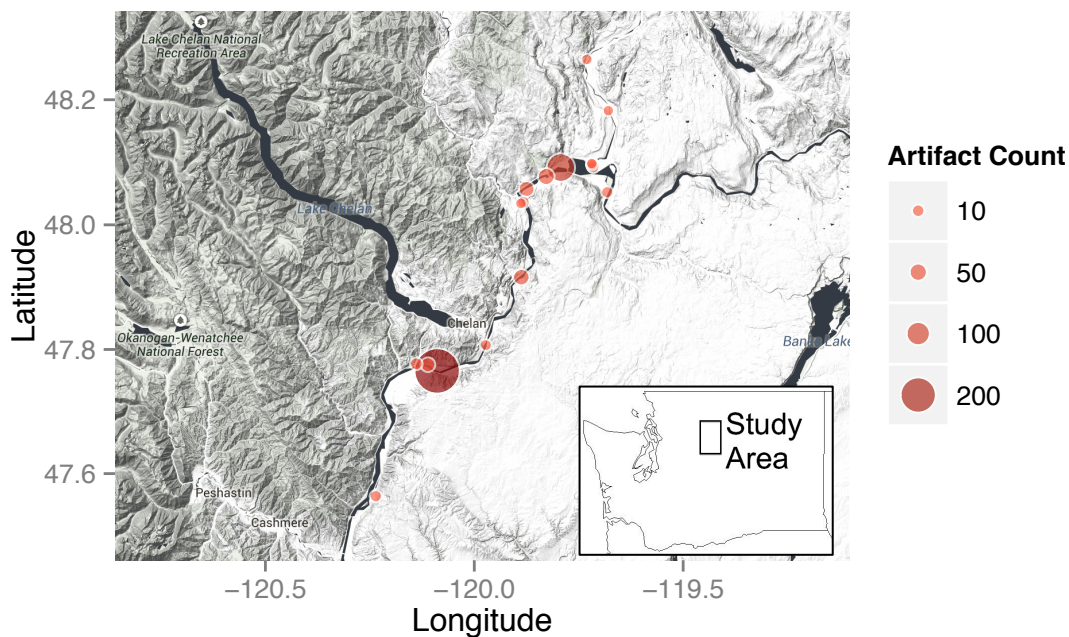 Lake Chelan National
Recreation Area
48.2
48.0
47.8
47.6
Latitude
Lake Chelan
Chelan
Okanogan-Wenatchee
National Forest
Banks Lake
Peshastin
Cashmere
Study
Area
−120.5
−120.0
−119.5
Longitude
Artifact Count
10
50
100
200